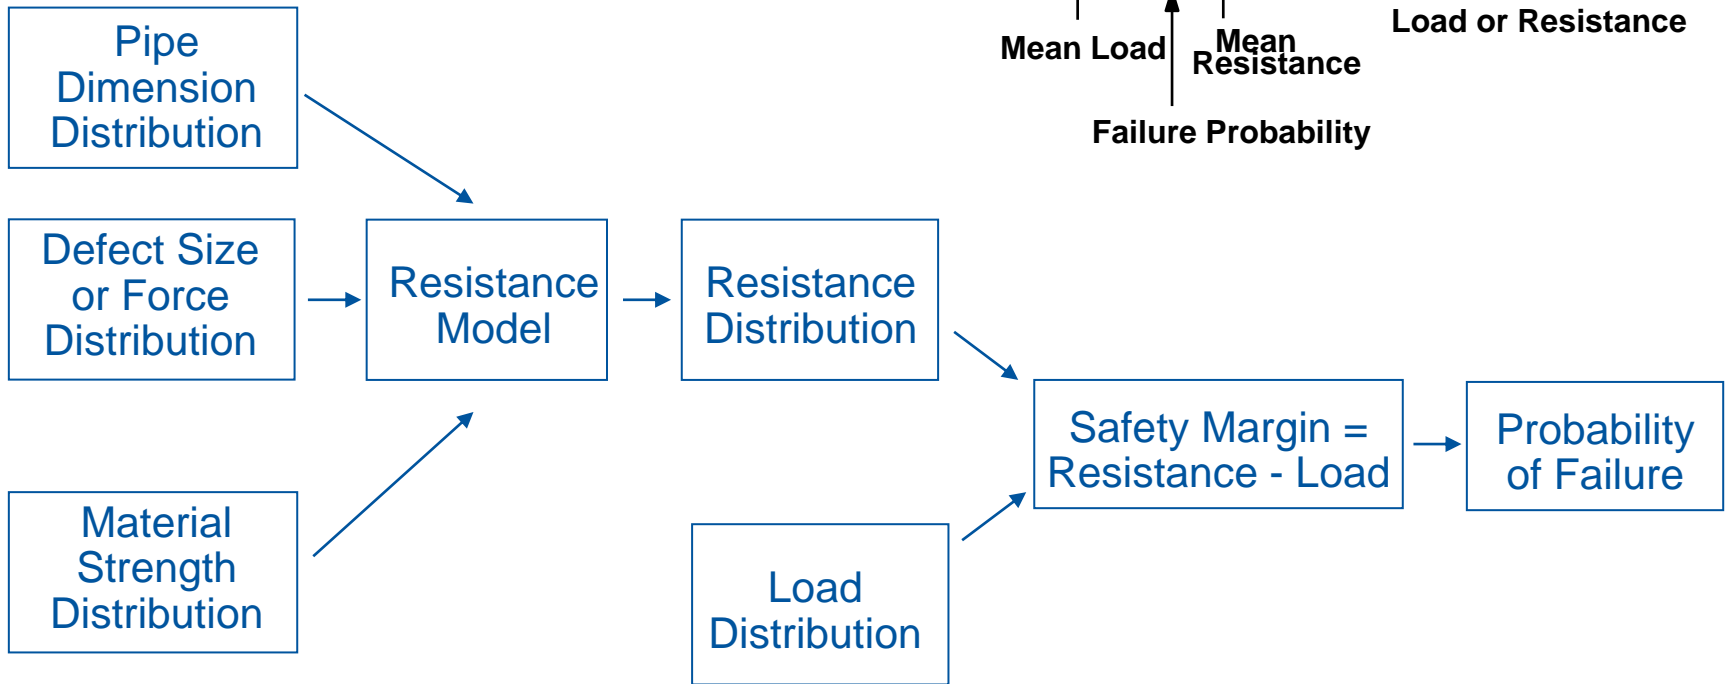 Load or Resistance
Mean Load
Mean
Resistance
Failure Probability
Pipe
Dimension
Distribution
Defect Size
or Force
Distribution
Resistance
Model
Resistance
Distribution
Material
Strength
Distribution
Load
Distribution
Safety Margin =
Resistance - Load
Probability
of Failure